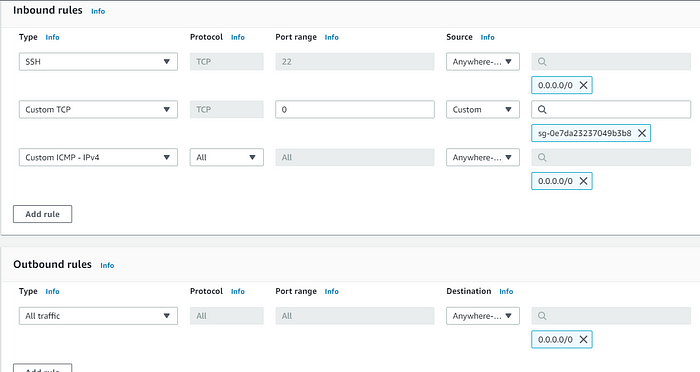 Inbound rules Info
Type Info Protocol Info Port range Info Source Info
SSH TCP 22 Anywhere-...
0.0.0.0/0
Custom TCP TCP 0 Custom
sg-0e7da23237049b3b8
Custom ICMP - IPv4 All All Anywhere-...
0.0.0.0/0
Add rule
Outbound rules Info
Type Info Protocol Info Port range Info Destination Info
All traffic All All Anywhere-...
0.0.0.0/0
Add rule